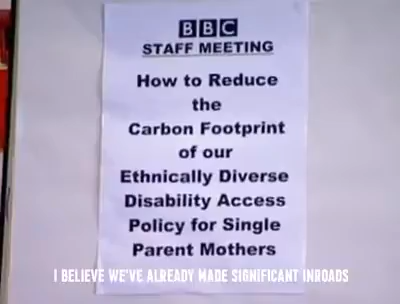 BBC
STAFF MEETING
How to Reduce
the
Carbon Footprint
of our
Ethnically Diverse
Disability Access
Policy for Single
Parent Mothers
I BELIEVE WE'VE ALREADY MADE SIGNIFICANT INROADS